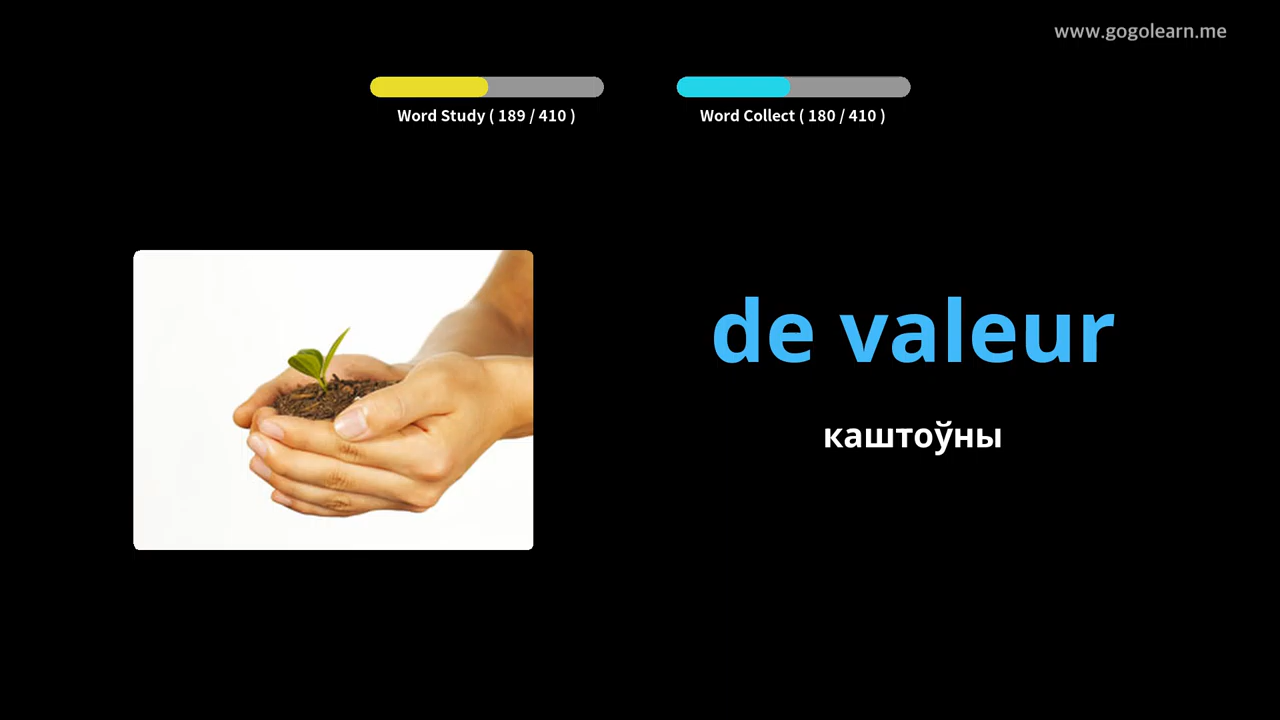 www.gogolearn.me
Word Study ( 189 / 410 )
Word Collect ( 180 / 410 )
de valeur
каштоўны